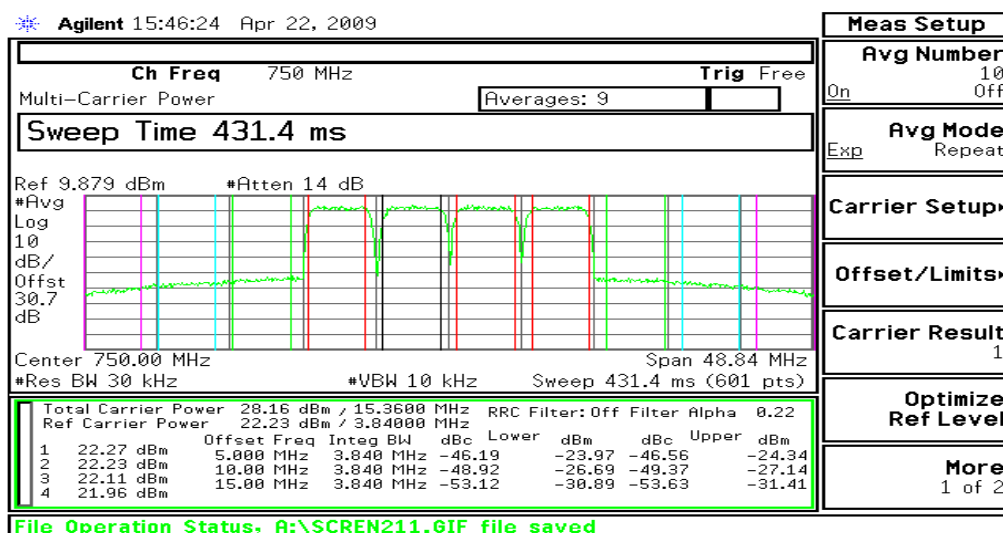 Agilent 15:46:24 Apr 22, 2009
Ch Freq 750 MHz Trig Free
Multi-Carrier Power Averages: 9
Sweep Time 431.4 ms
Ref 9.879 dBm #Atten 14 dB
#Avg
Log
10
dB/
Offst
30.7
dB
Center 750.00 MHz Span 48.84 MHz
#Res BW 30 kHz #VBW 10 kHz Sweep 431.4 ms (601 pts)
Total Carrier Power 28.16 dBm / 15.3600 MHz RRC Filter: Off Filter Alpha 0.22
Ref Carrier Power 22.23 dBm / 3.84000 MHz
Offset Freq Integ BW dBc Lower dBm dBc Upper dBm
1 22.27 dBm 5.000 MHz 3.840 MHz -46.19 -23.97 -46.56 -24.34
2 22.23 dBm 10.00 MHz 3.840 MHz -48.92 -26.69 -49.37 -27.14
3 22.11 dBm 15.00 MHz 3.840 MHz -53.12 -30.89 -53.63 -31.41
4 21.96 dBm
File Operation Status, A:\SCREN211.GIF file saved
Meas Setup
Avg Number
10
On Off
Avg Mode
Exp Repeat
Carrier Setup
Offset/Limits
Carrier Result
1
Optimize
Ref Level
More
1 of 2